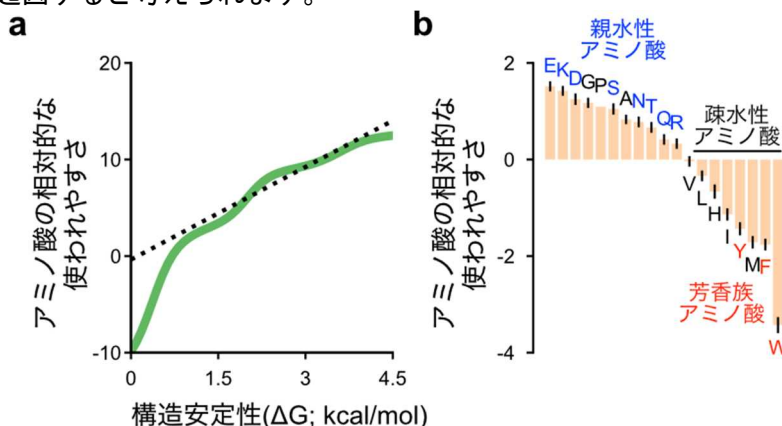 a
アミノ酸の相対的な
使われやすさ
20
10
0
-10
0
1.5
3
4.5
構造安定性(ΔG; kcal/mol)
b
アミノ酸の相対的な
使われやすさ
2
0
-2
-4
親水性
アミノ酸
EKDGPSANTQR
疎水性
アミノ酸
VLHIYMFW
芳香族
アミノ酸